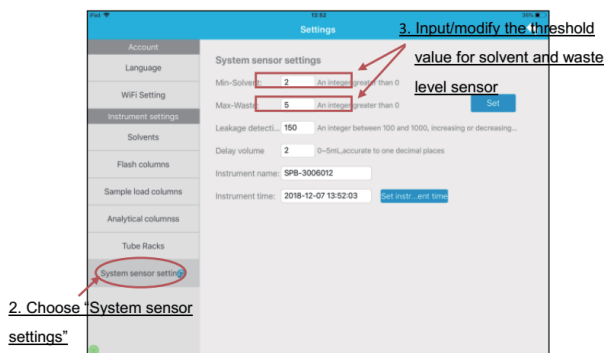 iPad
13:52
36%
Settings
3. Input/modify the threshold
value for solvent and waste
level sensor
Account
Language
WiFi Setting
Instrument settings
Solvents
Flash columns
Sample load columns
Analytical columnss
Tube Racks
System sensor settings
System sensor settings
Min-Solvent: 2 An integer greater than 0
Max-Waste: 5 An integer greater than 0
Set
Leakage detecti... 150 An integer between 100 and 1000, increasing or decreasing...
Delay volume 2 0~5mL,accurate to one decimal places
Instrument name: SPB-3006012
Instrument time: 2018-12-07 13:52:03 Set instr...ent time
2. Choose “System sensor
settings”